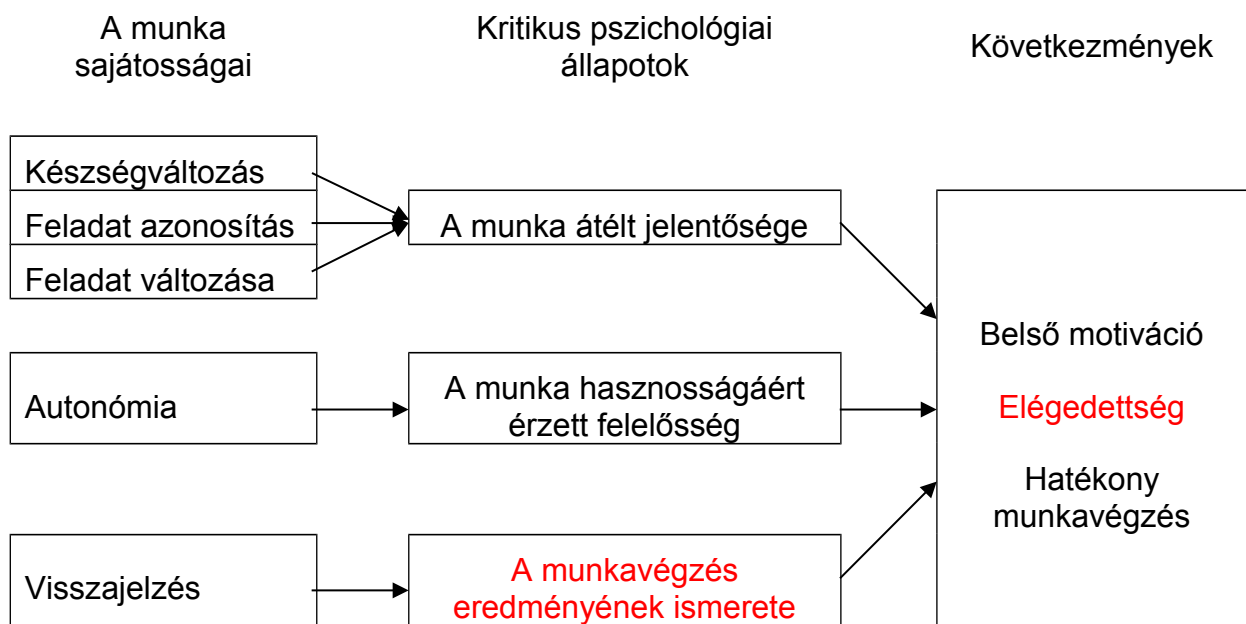 A munka
sajátosságai
Kritikus pszichológiai
állapotok
Következmények
Készségváltozás
Feladat azonosítás
Feladat változása
A munka átélt jelentősége
Autonómia
A munka hasznosságáért
érzett felelősség
Visszajelzés
A munkavégzés
eredményének ismerete
Belső motiváció
Elégedettség
Hatékony
munkavégzés